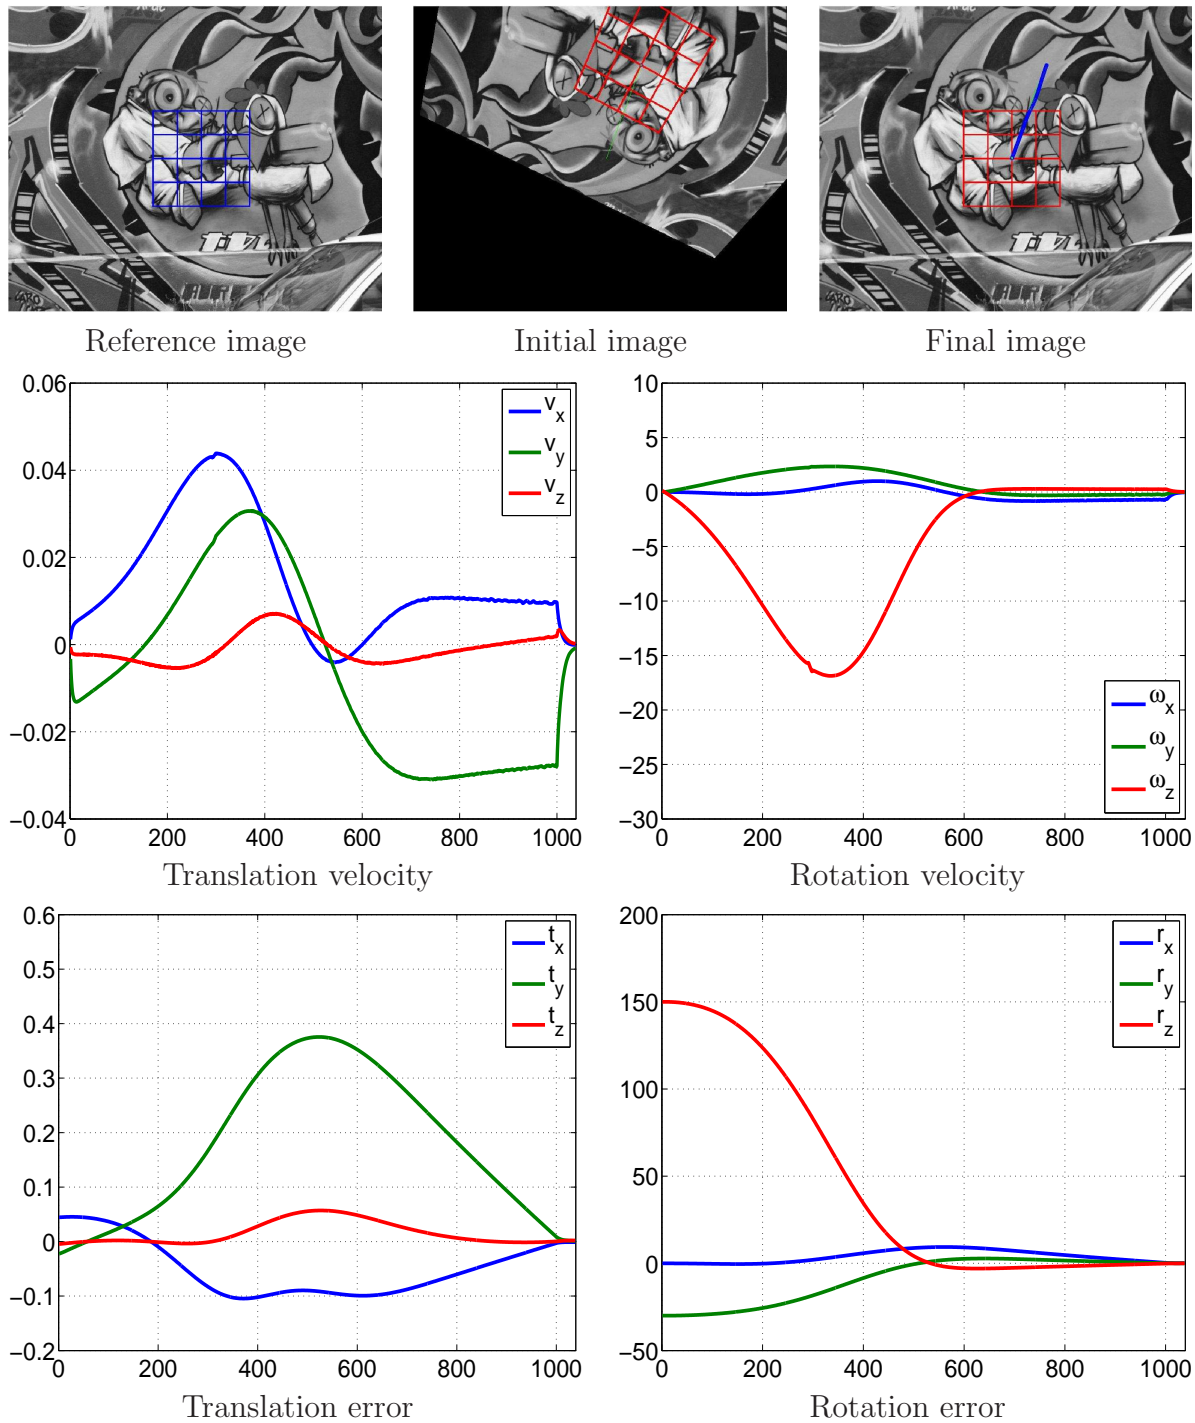 Reference image
Initial image
Final image
0.06
0.04
0.02
0
−0.02
−0.04
0
200
400
600
800
1000
v_x
v_y
v_z
Translation velocity
10
5
0
−5
−10
−15
−20
−25
−30
0
200
400
600
800
1000
ω_x
ω_y
ω_z
Rotation velocity
0.6
0.5
0.4
0.3
0.2
0.1
0
−0.1
−0.2
0
200
400
600
800
1000
t_x
t_y
t_z
Translation error
200
150
100
50
0
−50
0
200
400
600
800
1000
r_x
r_y
r_z
Rotation error